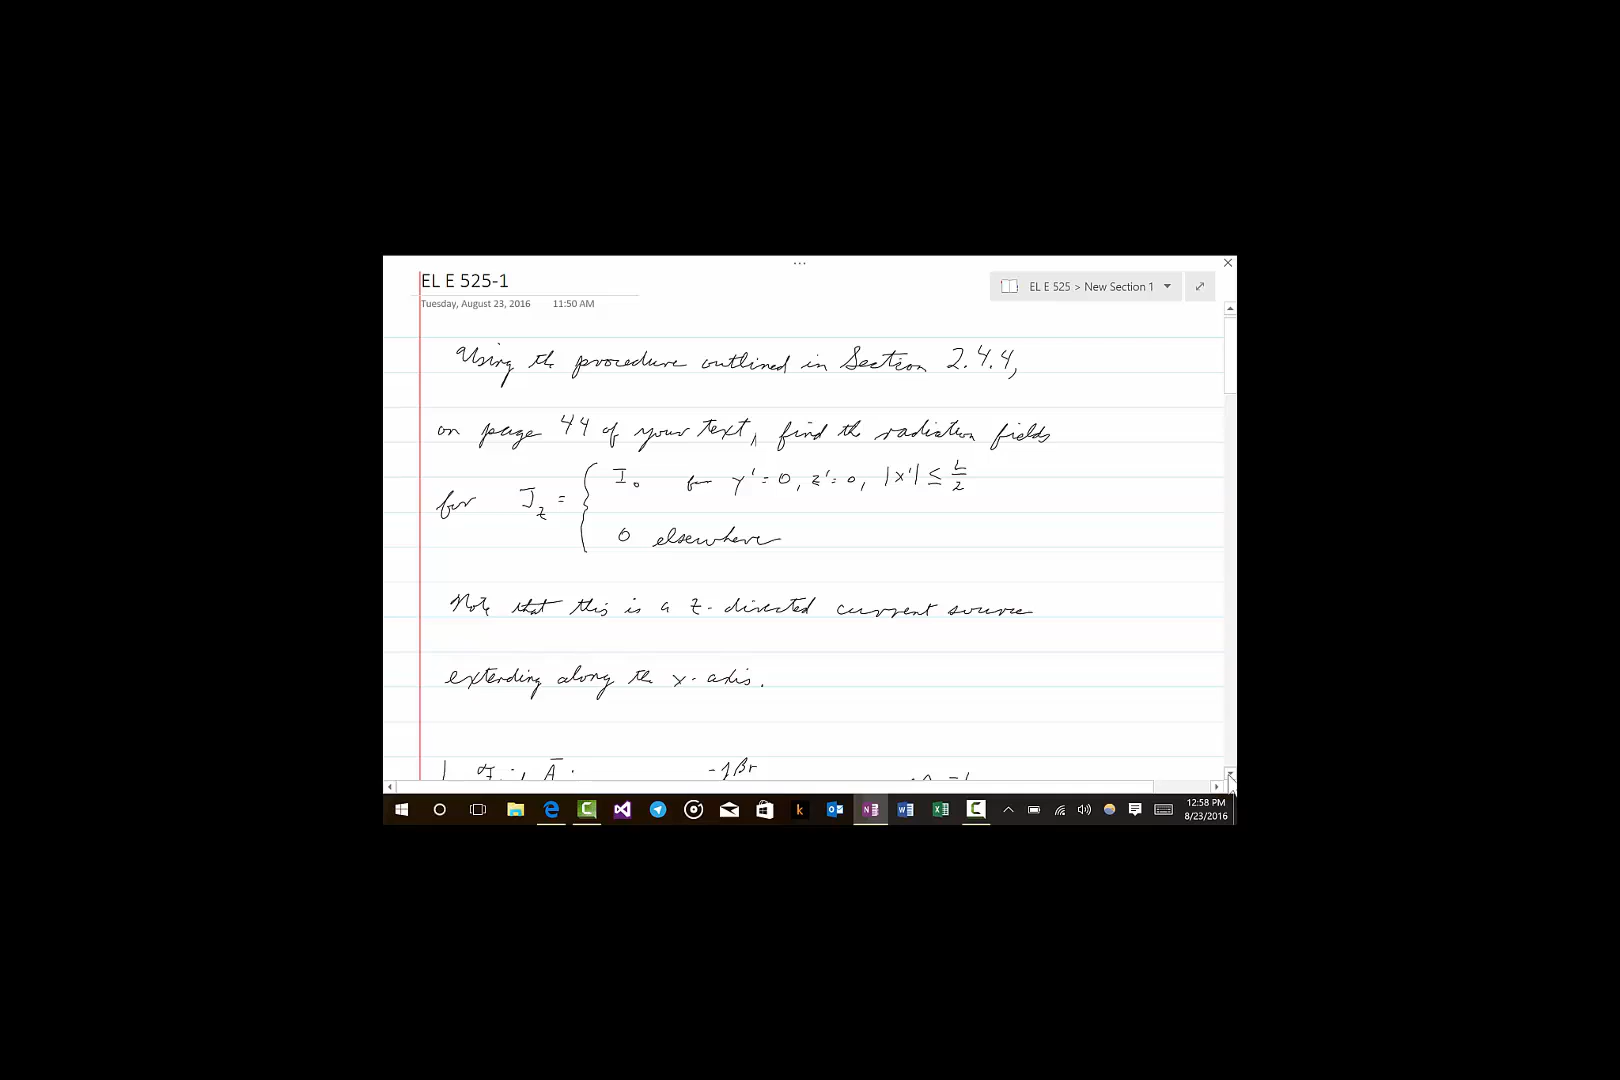 EL E 525-1
Tuesday, August 23, 2016 11:50 AM
EL E 525 > New Section 1
Using the procedure outlined in Section 2.4.4,
on page 44 of your text, find the radiation fields
for J_z = { I_0 for y' = 0, z' = 0, |x'| ≤ L/2
0 elsewhere
Note that this is a z-directed current source
extending along the x-axis.
Ā -jβr
12:58 PM
8/23/2016